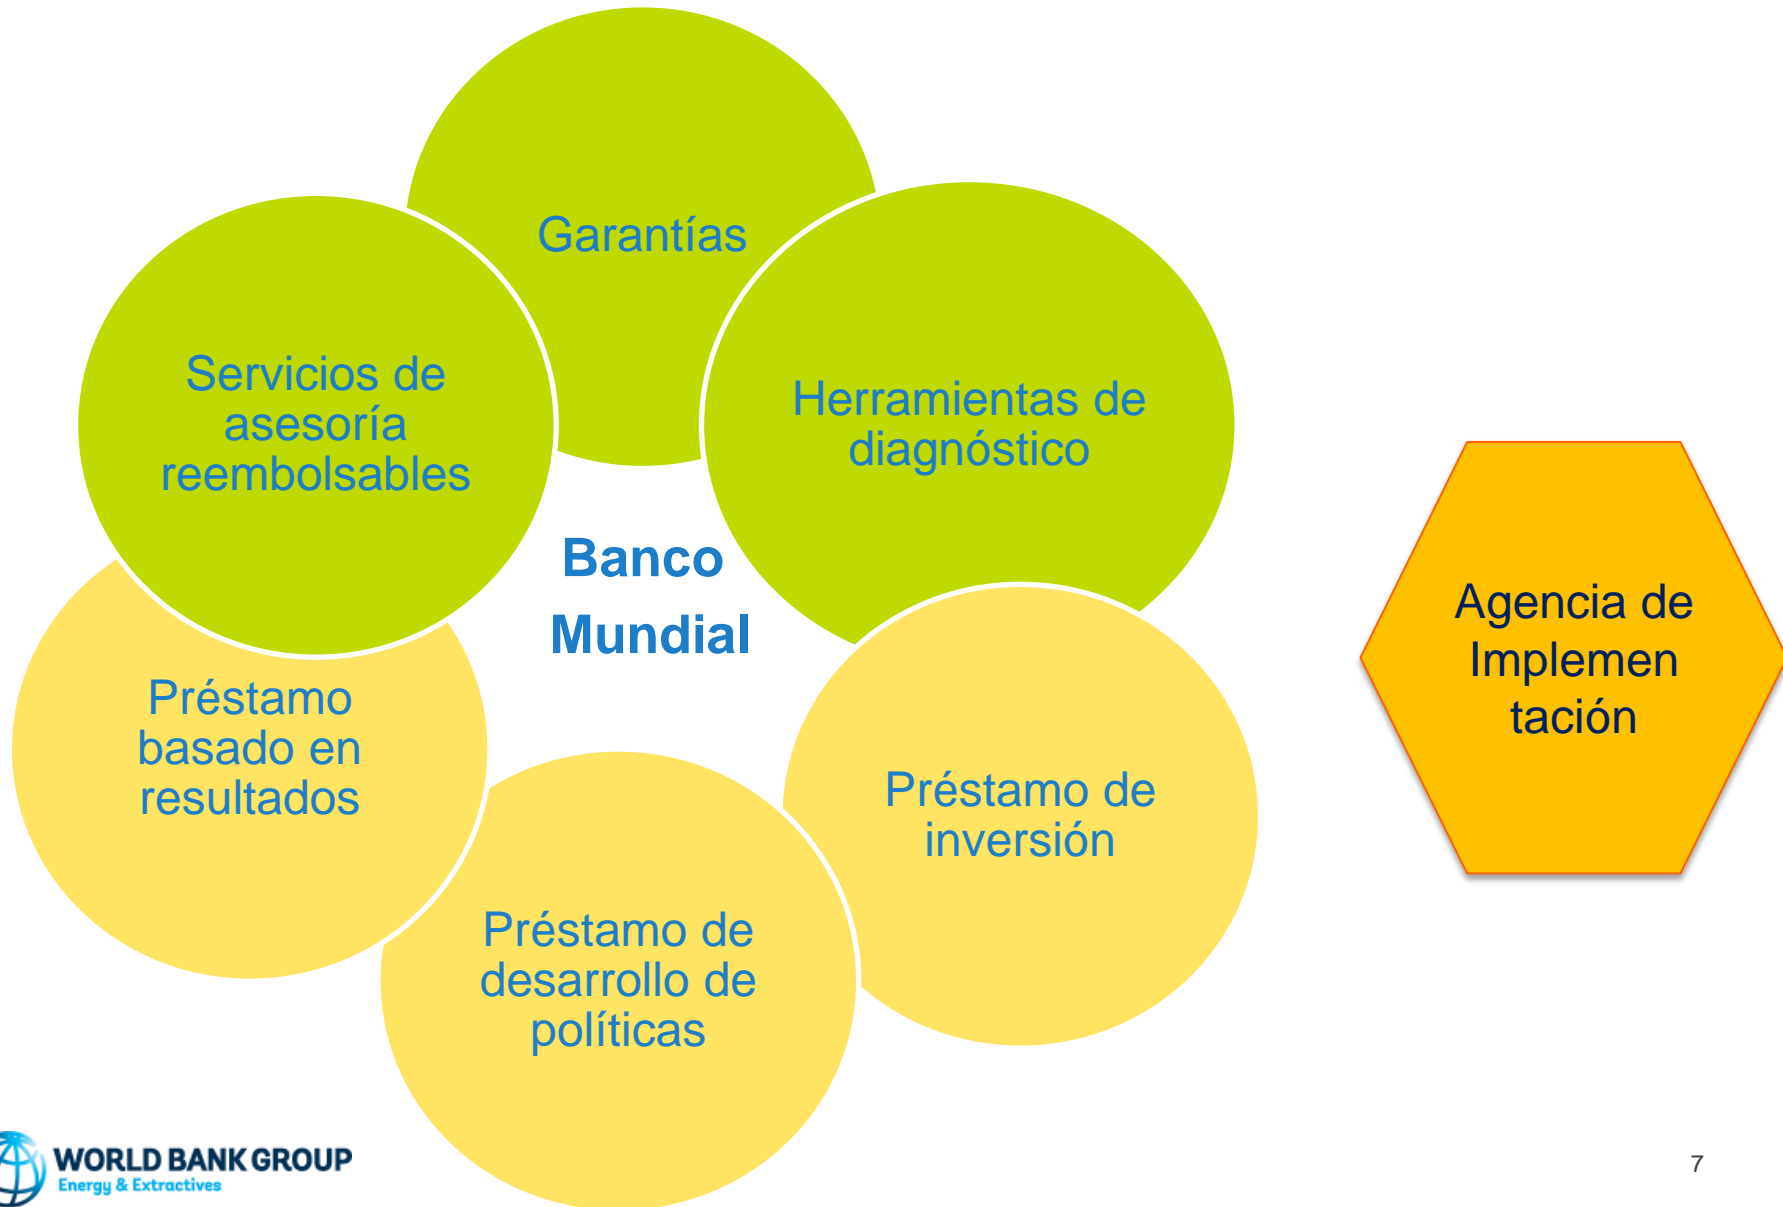 Garantías
Servicios de
asesoría
reembolsables
Herramientas de
diagnóstico
Banco
Mundial
Agencia de
Implemen
tación
Préstamo
basado en
resultados
Préstamo de
inversión
Préstamo de
desarrollo de
políticas
WORLD BANK GROUP
Energy & Extractives
7